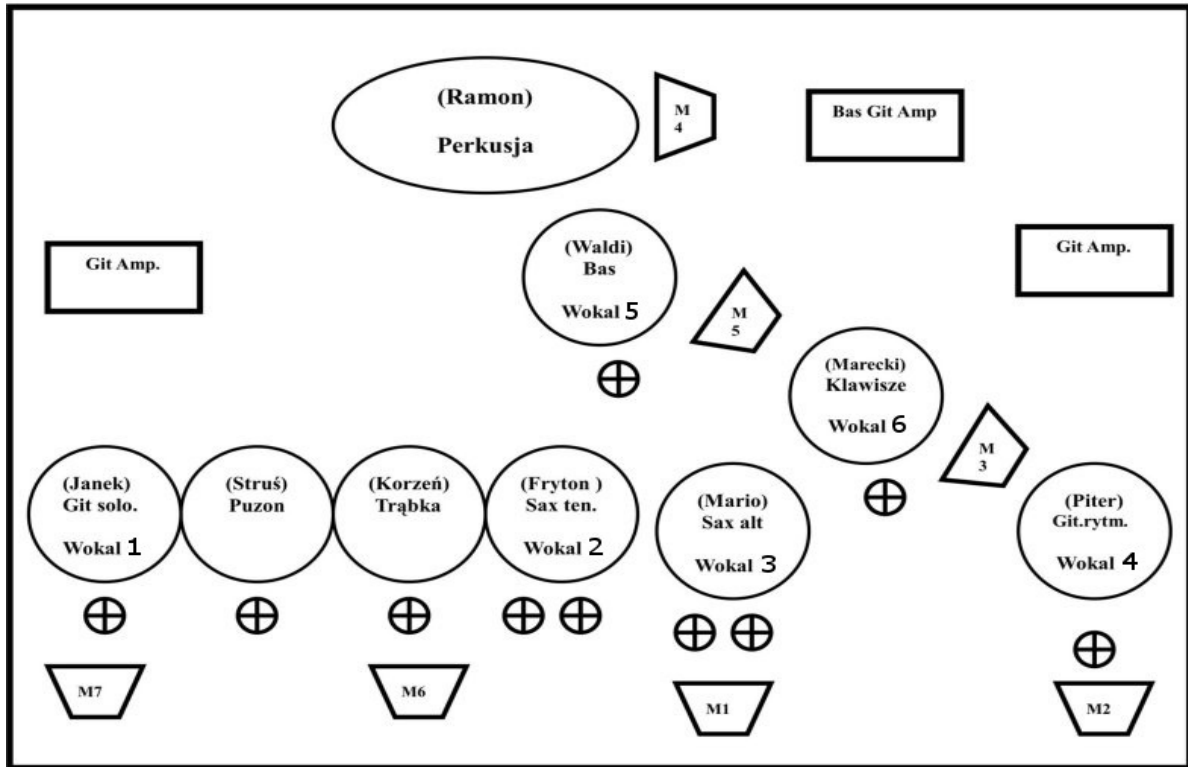 (Ramon)
Perkusja
M
4
Bas Git Amp
Git Amp.
(Waldi)
Bas
Wokal 5
M
5
Git Amp.
(Marecki)
Klawisze
Wokal 6
M
3
(Janek)
Git solo.
Wokal 1
(Struś)
Puzon
(Korzeń)
Trąbka
(Fryton )
Sax ten.
Wokal 2
(Mario)
Sax alt
Wokal 3
(Piter)
Git.rytm.
Wokal 4
M7
M6
M1
M2